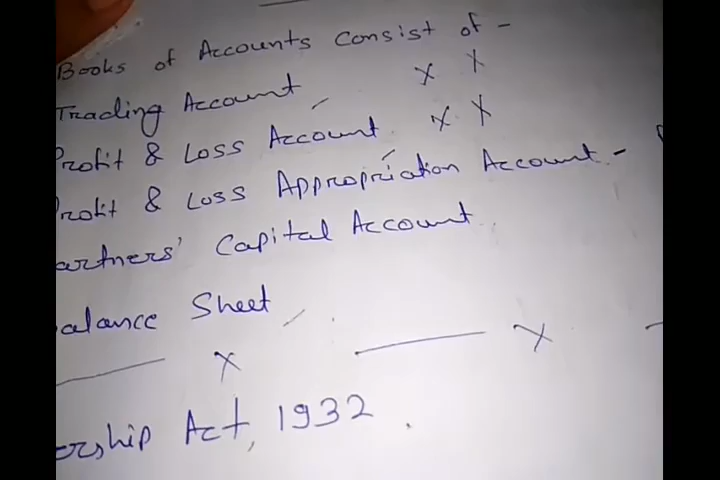 Books of Accounts Consist of -
Trading Account x x
Profit & Loss Account x x
Profit & Loss Appropriation Account -
artners' Capital Account
alance Sheet
x x
ership Act, 1932